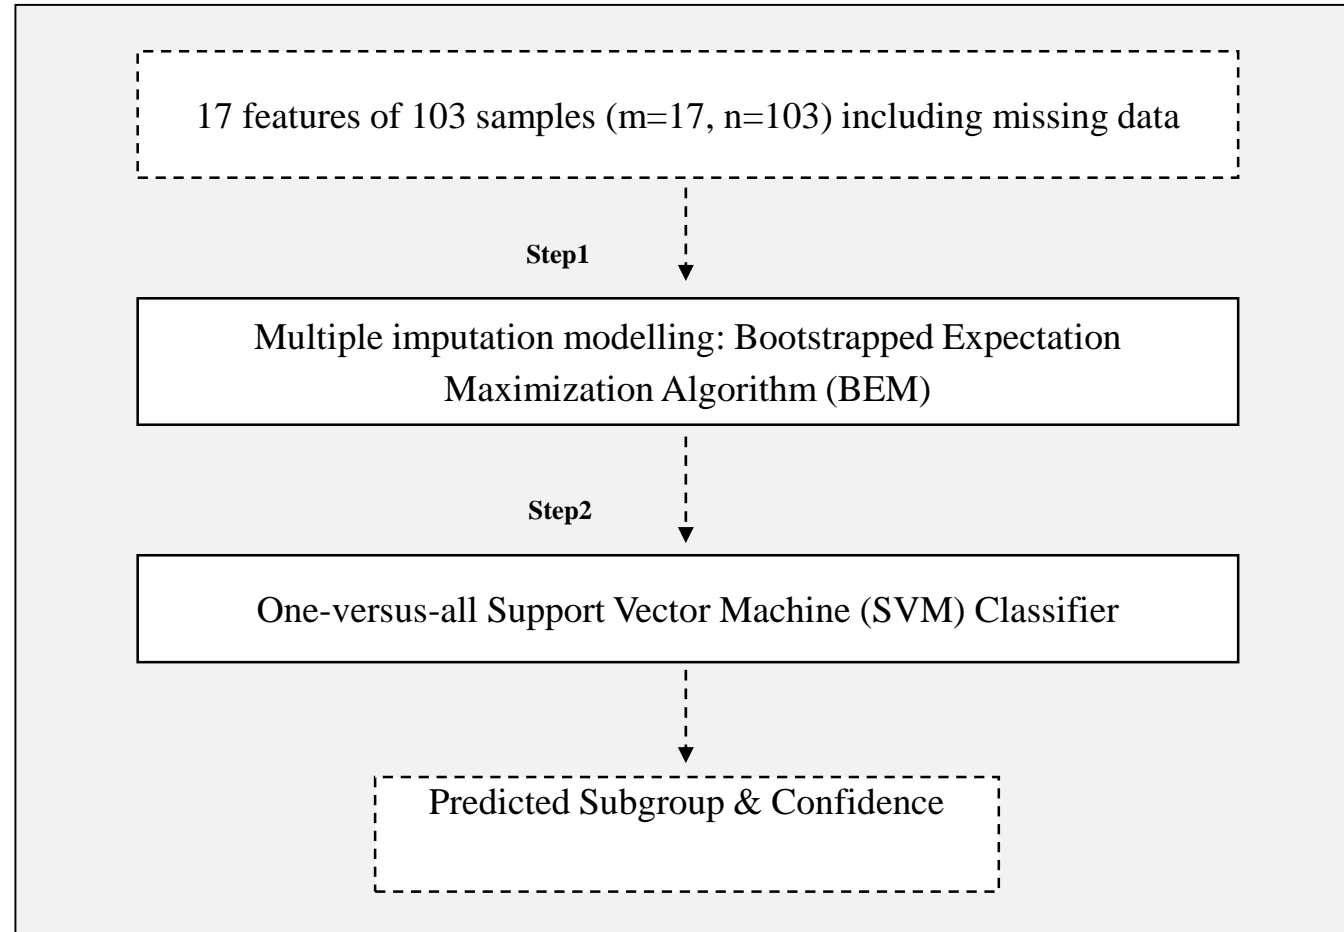 17 features of 103 samples (m=17, n=103) including missing data
Step1
Multiple imputation modelling: Bootstrapped Expectation
Maximization Algorithm (BEM)
Step2
One-versus-all Support Vector Machine (SVM) Classifier
Predicted Subgroup & Confidence